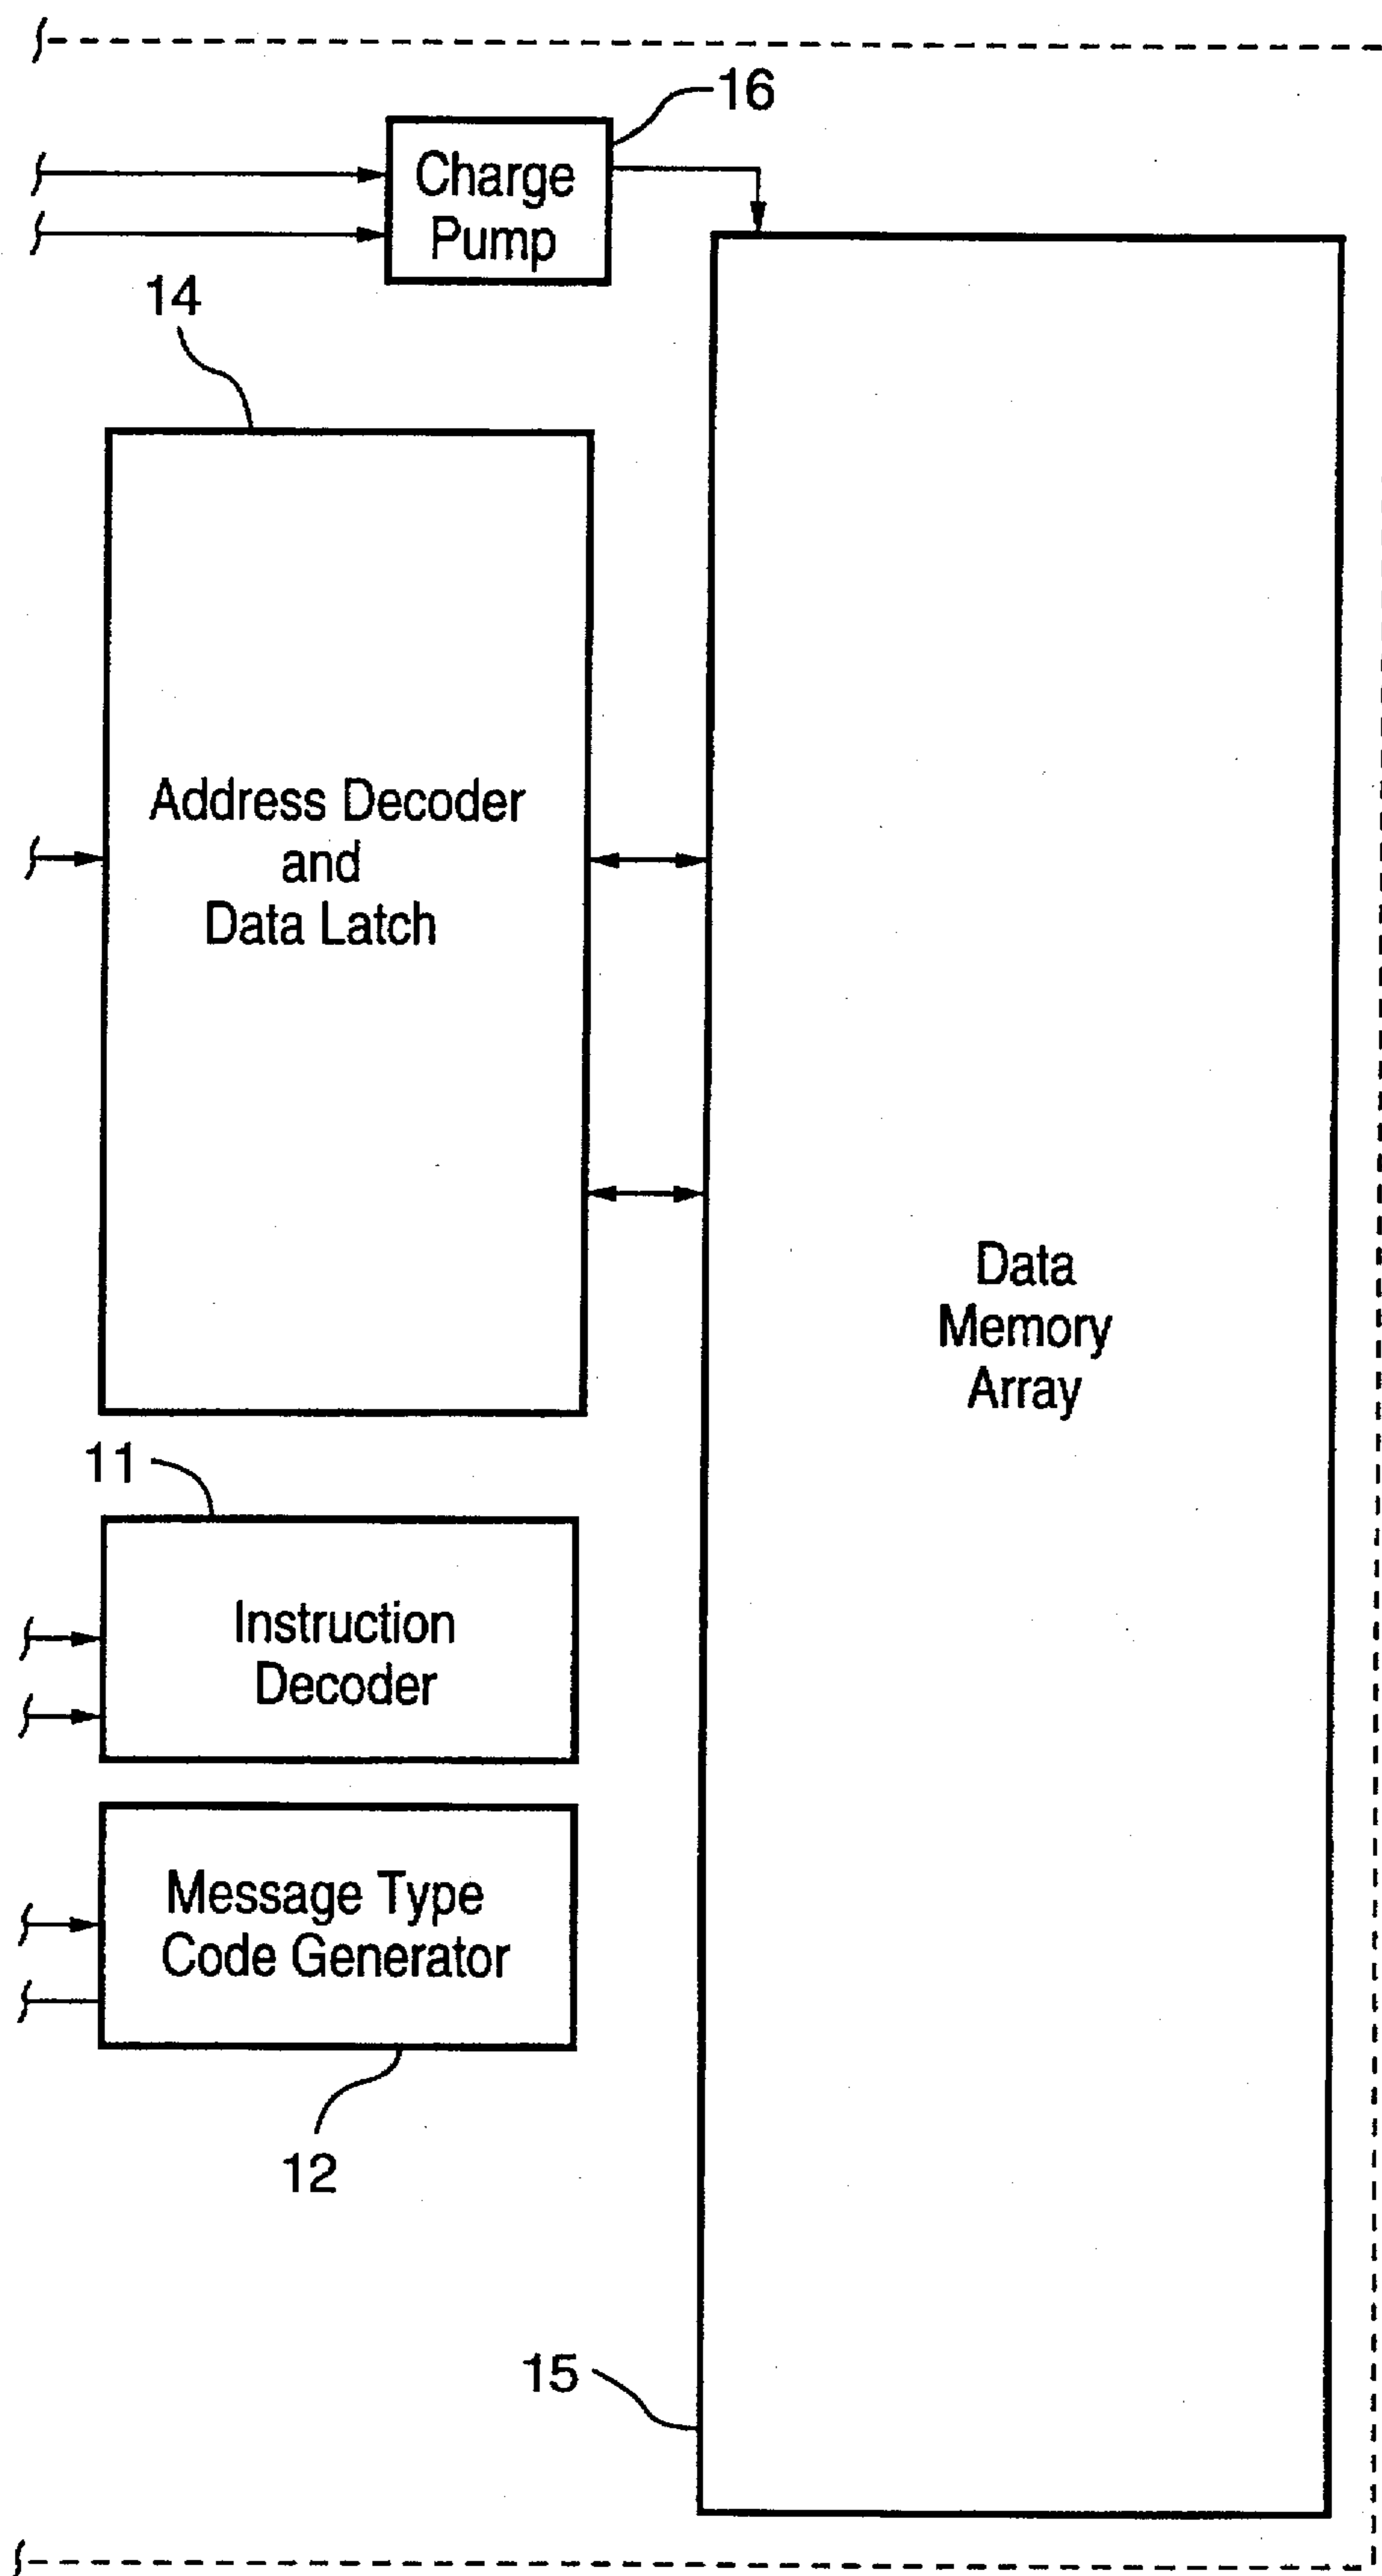 16
Charge
Pump
14
Address Decoder
and
Data Latch
Data
Memory
Array
11
Instruction
Decoder
Message Type
Code Generator
12
15